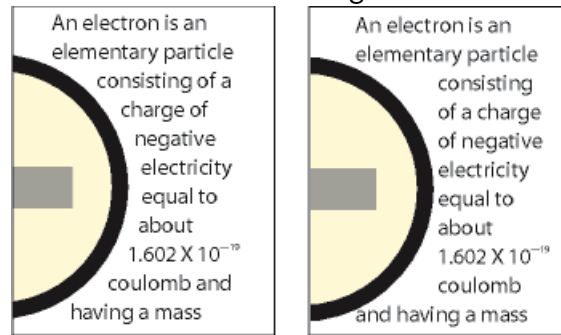 An electron is an
elementary particle
consisting of a
charge of
negative
electricity
equal to
about
1.602 X 10⁻¹⁹
coulomb and
having a mass
An electron is an
elementary particle
consisting
of a charge
of negative
electricity
equal to
about
1.602 X 10⁻¹⁹
coulomb
and having a mass